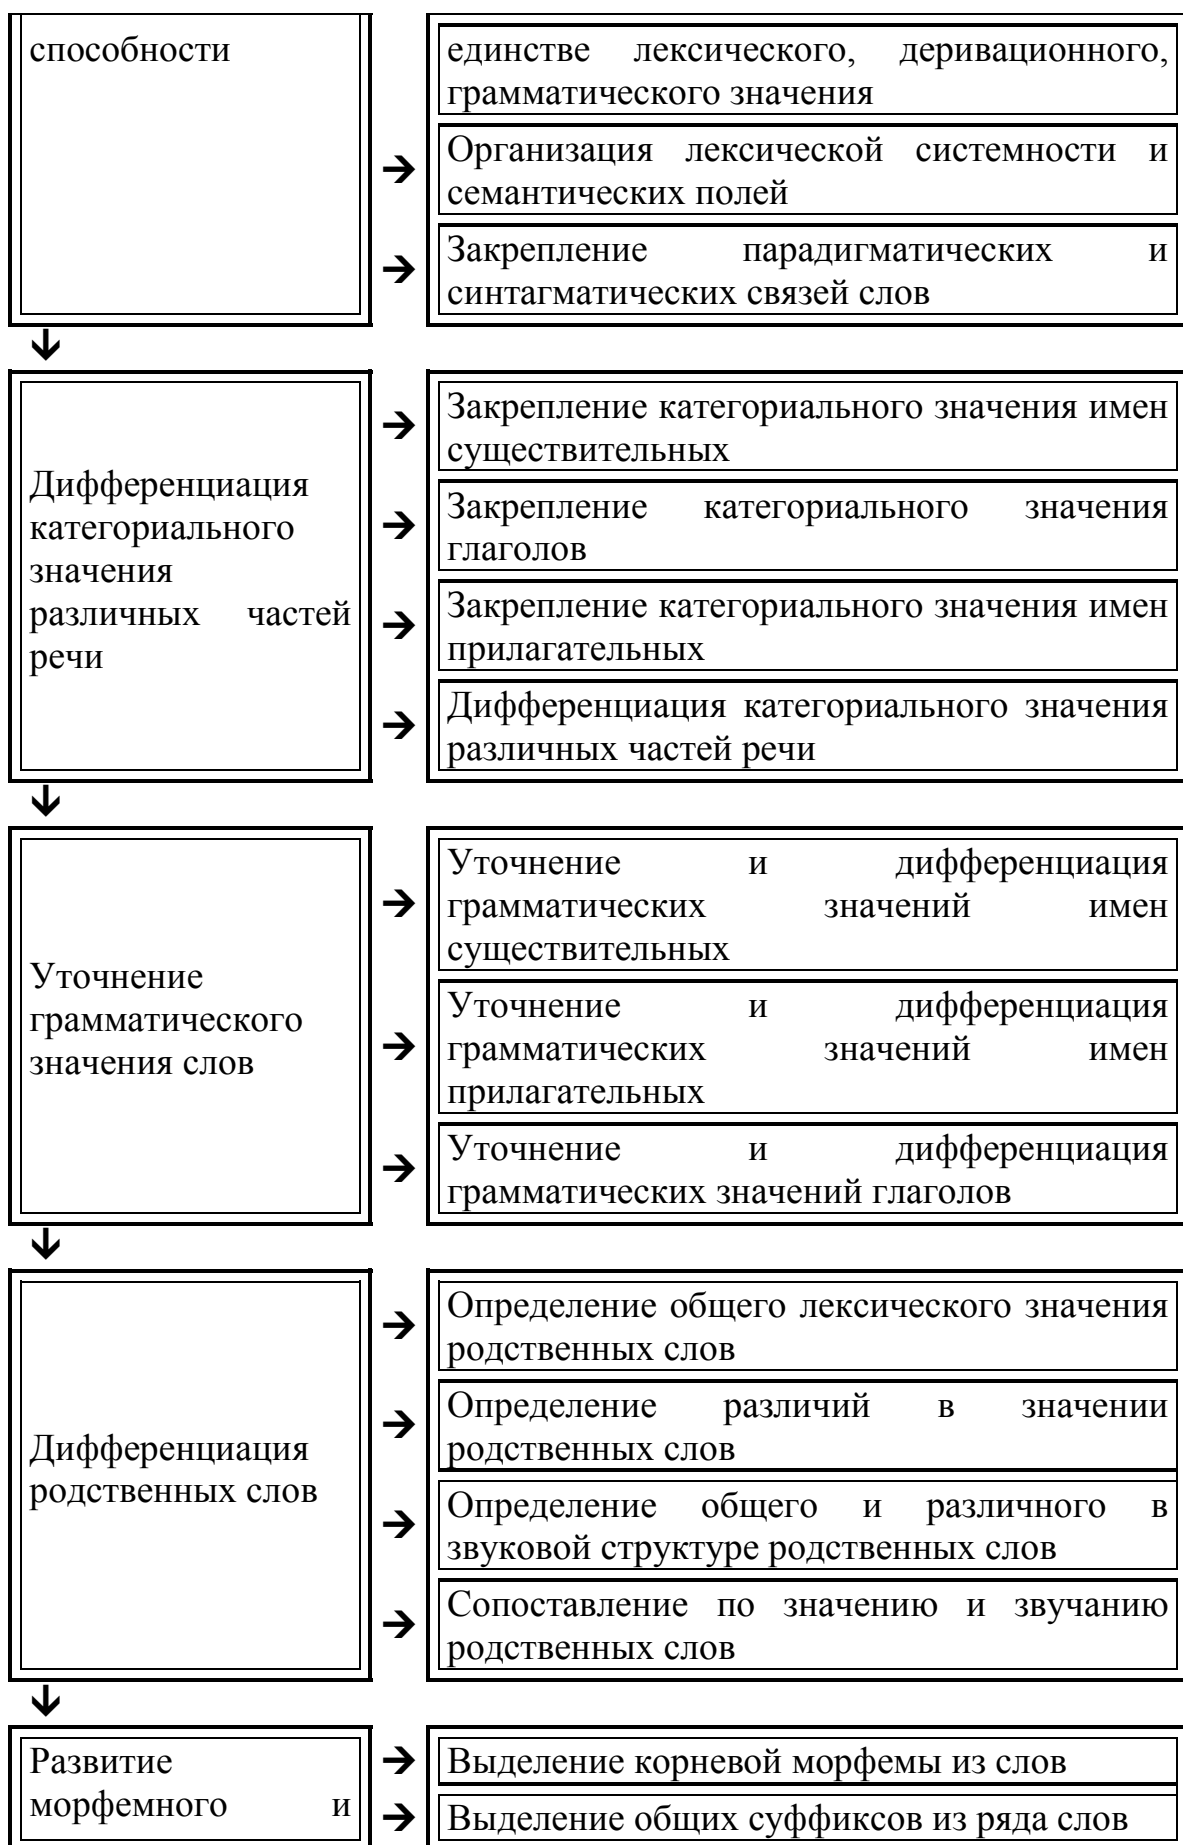 способности
единстве лексического, деривационного,
грамматического значения
➔
Организация лексической системности и
семантических полей
➔
Закрепление парадигматических и
синтагматических связей слов
Дифференциация
категориального
значения
различных частей
речи
Закрепление категориального значения имен
существительных
Закрепление категориального значения
глаголов
Закрепление категориального значения имен
прилагательных
Дифференциация категориального значения
различных частей речи
Уточнение
грамматического
значения слов
Уточнение и дифференциация
грамматических значений имен
существительных
Уточнение и дифференциация
грамматических значений имен
прилагательных
Уточнение и дифференциация
грамматических значений глаголов
Дифференциация
родственных слов
Определение общего лексического значения
родственных слов
Определение различий в значении
родственных слов
Определение общего и различного в
звуковой структуре родственных слов
Сопоставление по значению и звучанию
родственных слов
Развитие
морфемного и
Выделение корневой морфемы из слов
Выделение общих суффиксов из ряда слов